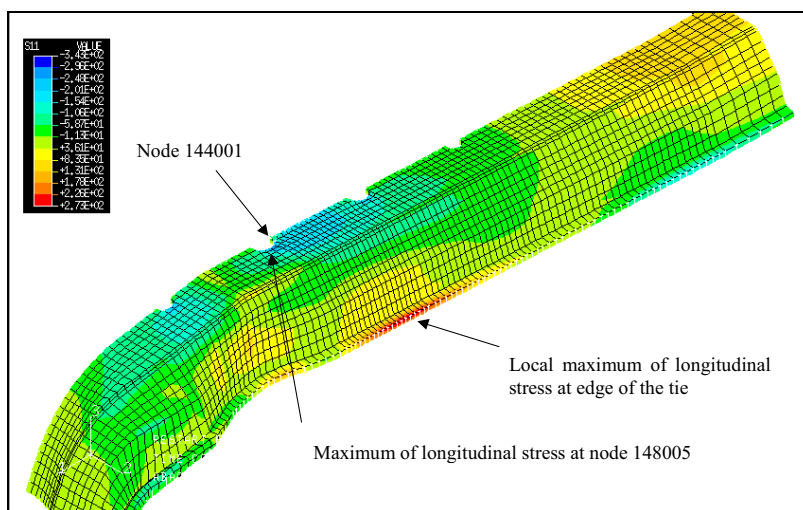 S11 VALUE
-3.43E+02
-2.96E+02
-2.48E+02
-2.01E+02
-1.54E+02
-1.06E+02
-5.87E+01
-1.13E+01
+3.61E+01
+8.35E+01
+1.31E+02
+1.78E+02
+2.26E+02
+2.73E+02
Node 144001
Local maximum of longitudinal
stress at edge of the tie
Maximum of longitudinal stress at node 148005
3
2